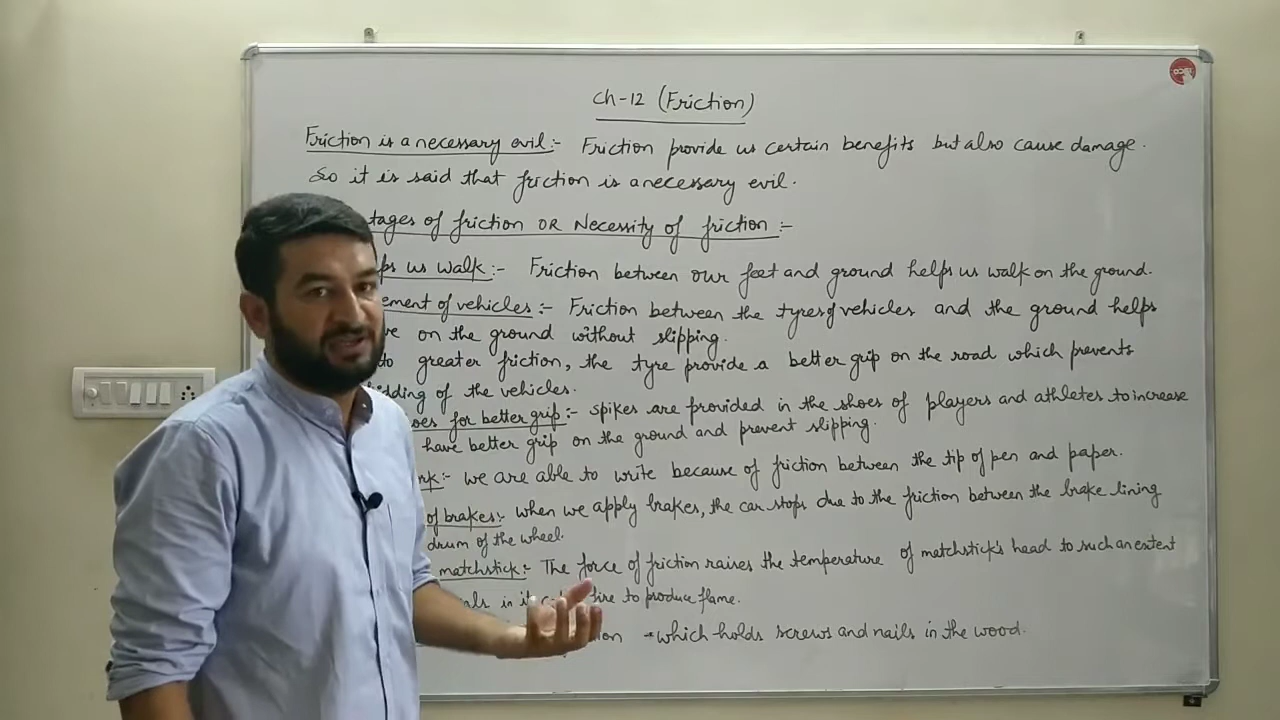 Ch-12 (Friction)
Friction is a necessary evil:- Friction provide us certain benefits but also cause damage.
So it is said that friction is a necessary evil.
tages of friction OR Necessity of friction:-
ps us walk:- Friction between our feet and ground helps us walk on the ground.
ement of vehicles:- Friction between the tyres of vehicles and the ground helps
ve on the ground without slipping.
to greater friction, the tyre provide a better grip on the road which prevents
idding of the vehicles.
oes for better grip:- spikes are provided in the shoes of players and athletes to increase
have better grip on the ground and prevent slipping.
we are able to write because of friction between the tip of pen and paper.
of brakes:- when we apply brakes, the car stops due to the friction between the brake lining
drum of the wheel.
matchstick:- The force of friction raises the temperature of matchstick's head to such an extent
als in it fire to produce flame.
ion which holds screws and nails in the wood.